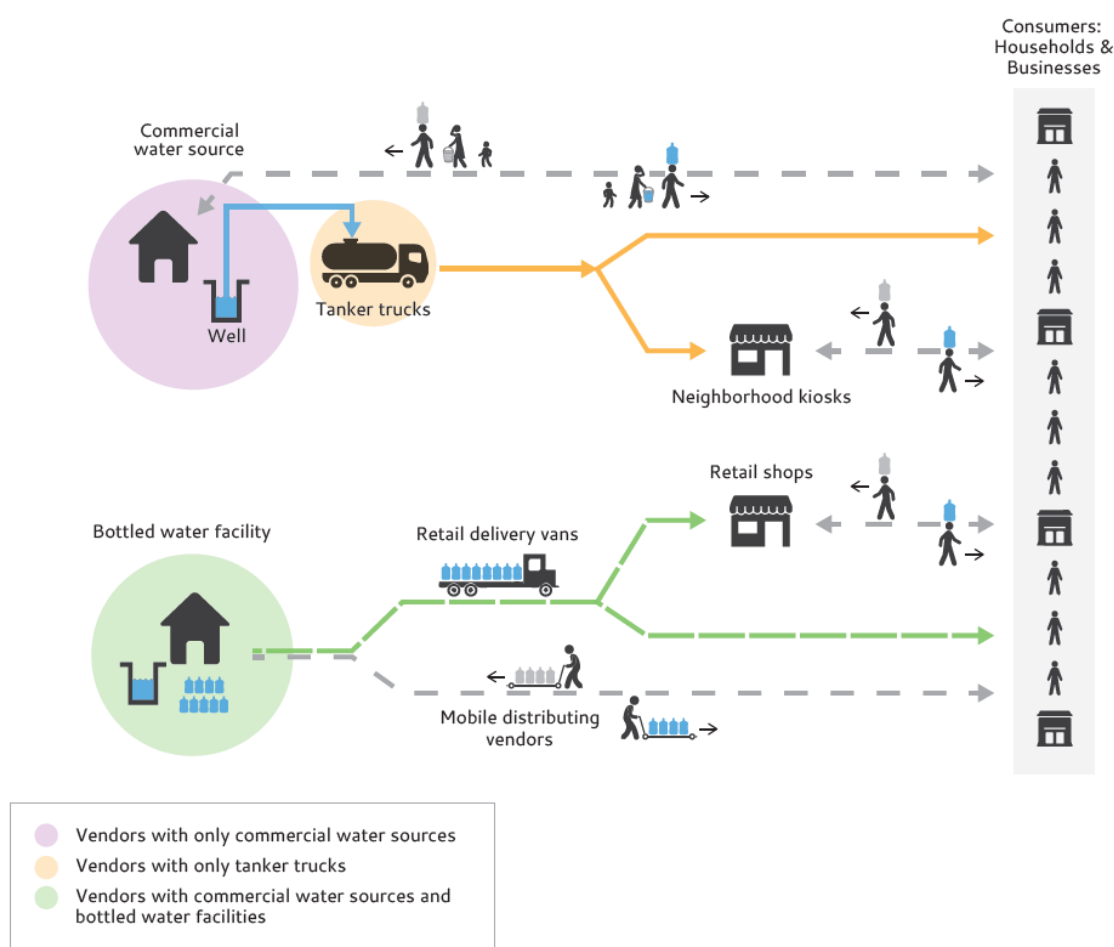 Consumers:
Households &
Businesses
Commercial
water source
Well
Tanker trucks
Neighborhood kiosks
Retail shops
Bottled water facility
Retail delivery vans
Mobile distributing
vendors
Vendors with only commercial water sources
Vendors with only tanker trucks
Vendors with commercial water sources and
bottled water facilities